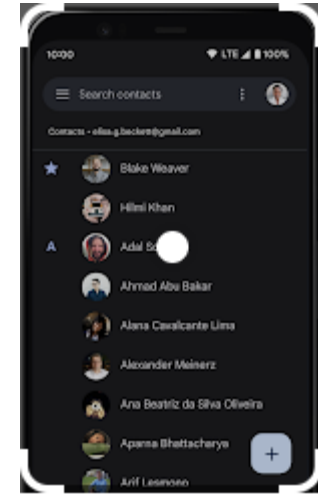 10:00 LTE 100%
Search contacts
Contacts - elisa.g.beckett@gmail.com
Blake Weaver
Hilmi Khan
A Adal
Ahmad Abu Bakar
Alana Cavalcante Lima
Alexander Meinerz
Ana Beatriz da Silva Oliveira
Aparna Bhattacharya
Arif Lesmono